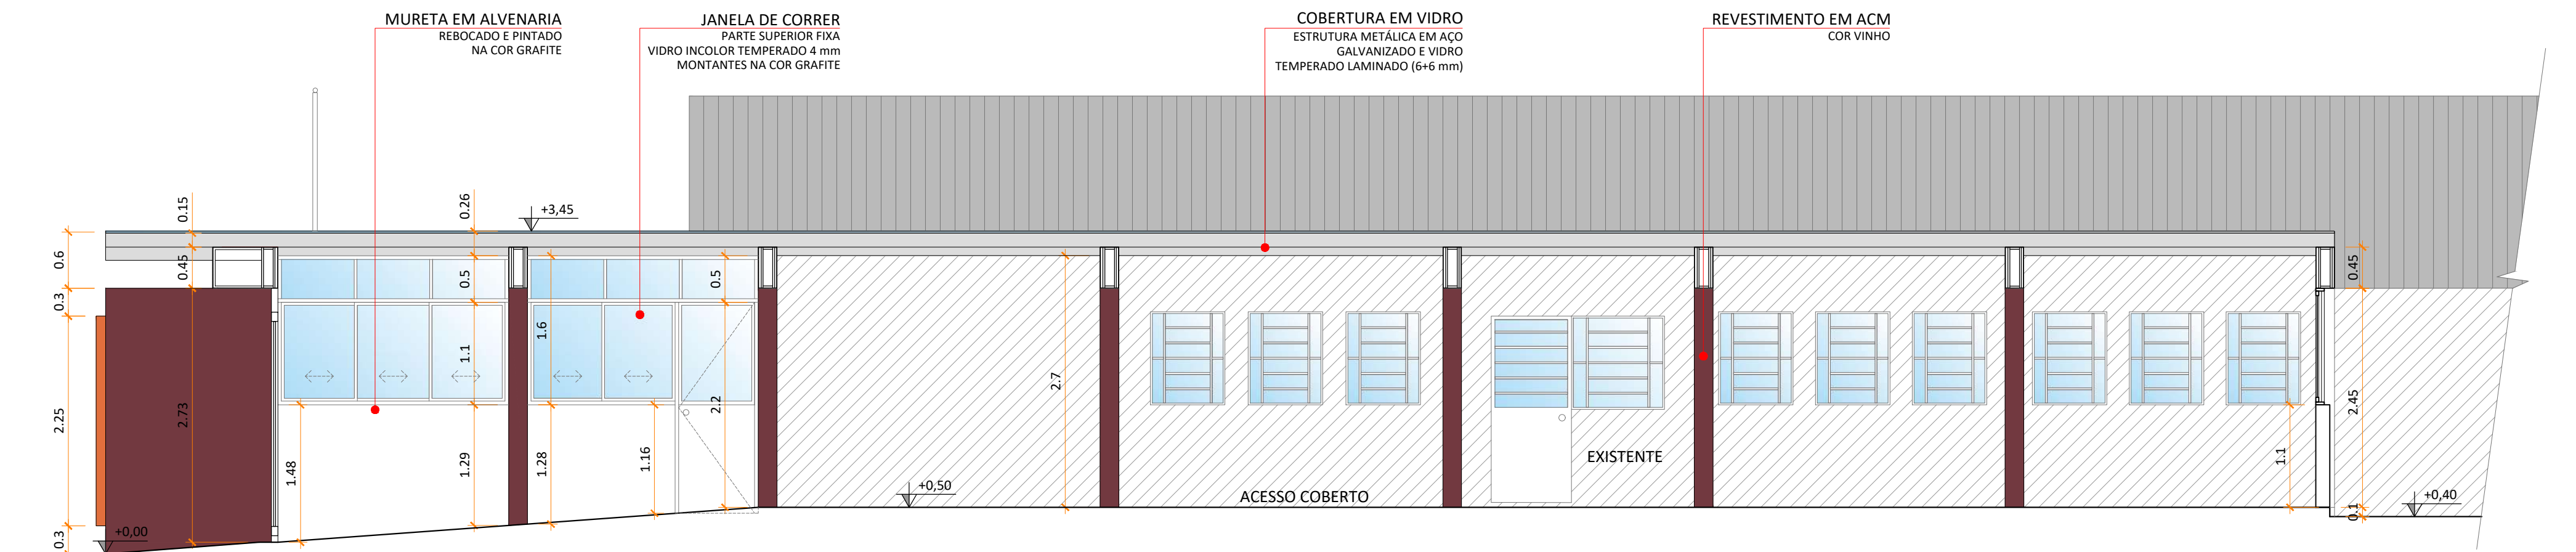 MURETA EM ALVENARIA
REBOCADO E PINTADO
NA COR GRAFITE
JANELA DE CORRER
PARTE SUPERIOR FIXA
VIDRO INCOLOR TEMPERADO 4 mm
MONTANTES NA COR GRAFITE
COBERTURA EM VIDRO
ESTRUTURA METÁLICA EM AÇO
GALVANIZADO E VIDRO
TEMPERADO LAMINADO (6+6 mm)
REVESTIMENTO EM ACM
COR VINHO
0.15
0.26
+3,45
0.6
0.45
0.5
0.5
0.45
0.3
1.6
1.1
2.7
2.2
2.25
2.73
2.45
1.48
1.29
1.28
1.16
EXISTENTE
1.1
+0,50
ACESSO COBERTO
+0,40
0.1
+0,00
0.3